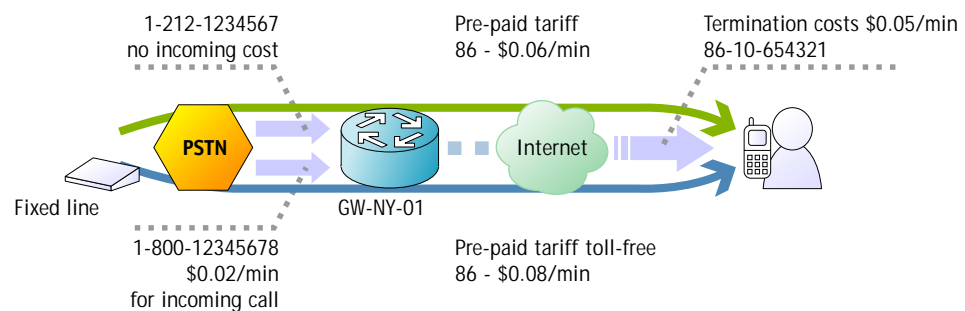 1-212-1234567
no incoming cost
Pre-paid tariff
86 - $0.06/min
Termination costs $0.05/min
86-10-654321
PSTN
Internet
Fixed line
GW-NY-01
1-800-12345678
$0.02/min
for incoming call
Pre-paid tariff toll-free
86 - $0.08/min